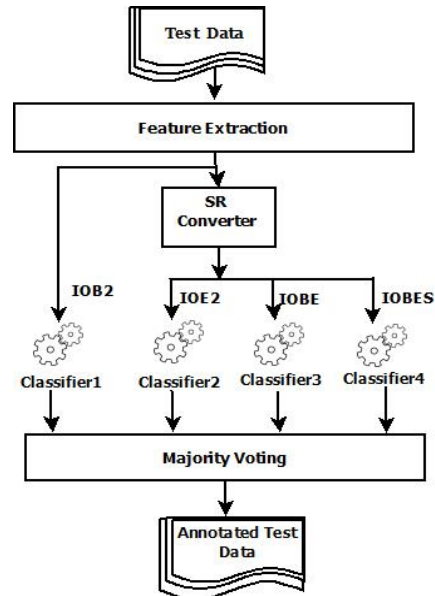 Test Data
Feature Extraction
SR
Converter
IOB2
IOE2
IOBE
IOBES
Classifier1
Classifier2
Classifier3
Classifier4
Majority Voting
Annotated Test
Data